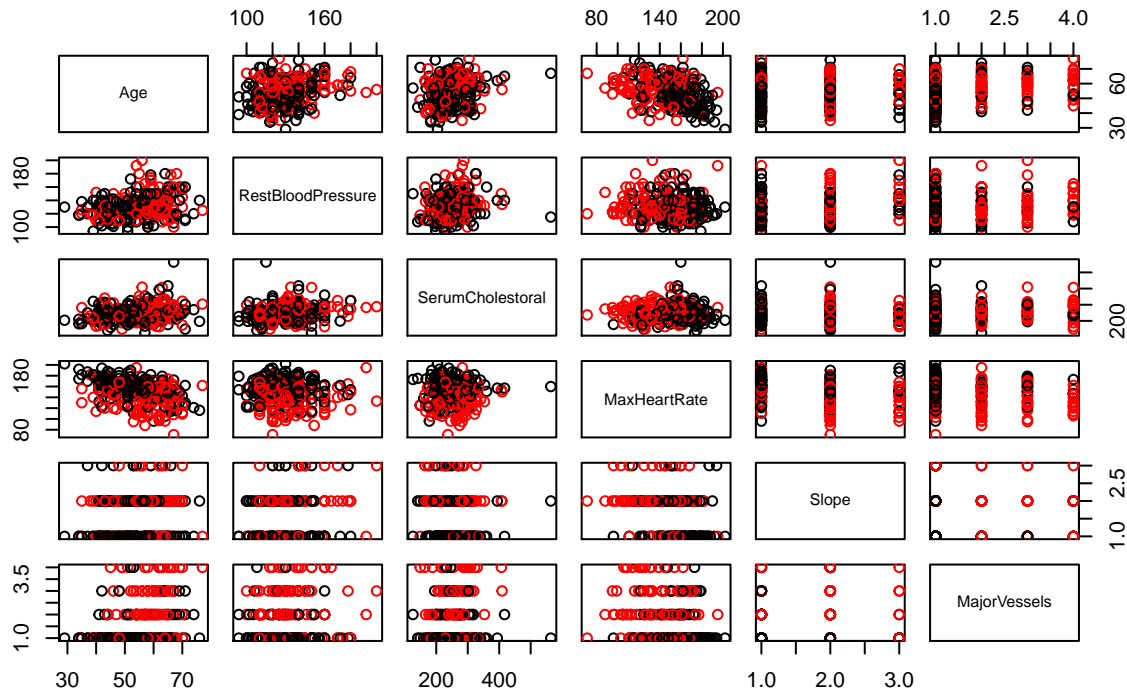 100 160 80 140 200 1.0 2.5 4.0
Age
30 60
100 180
RestBloodPressure
SerumCholestoral
200
80 180
MaxHeartRate
Slope
1.0 2.5
1.0 3.5
MajorVessels
30 50 70 200 400 1.0 2.0 3.0